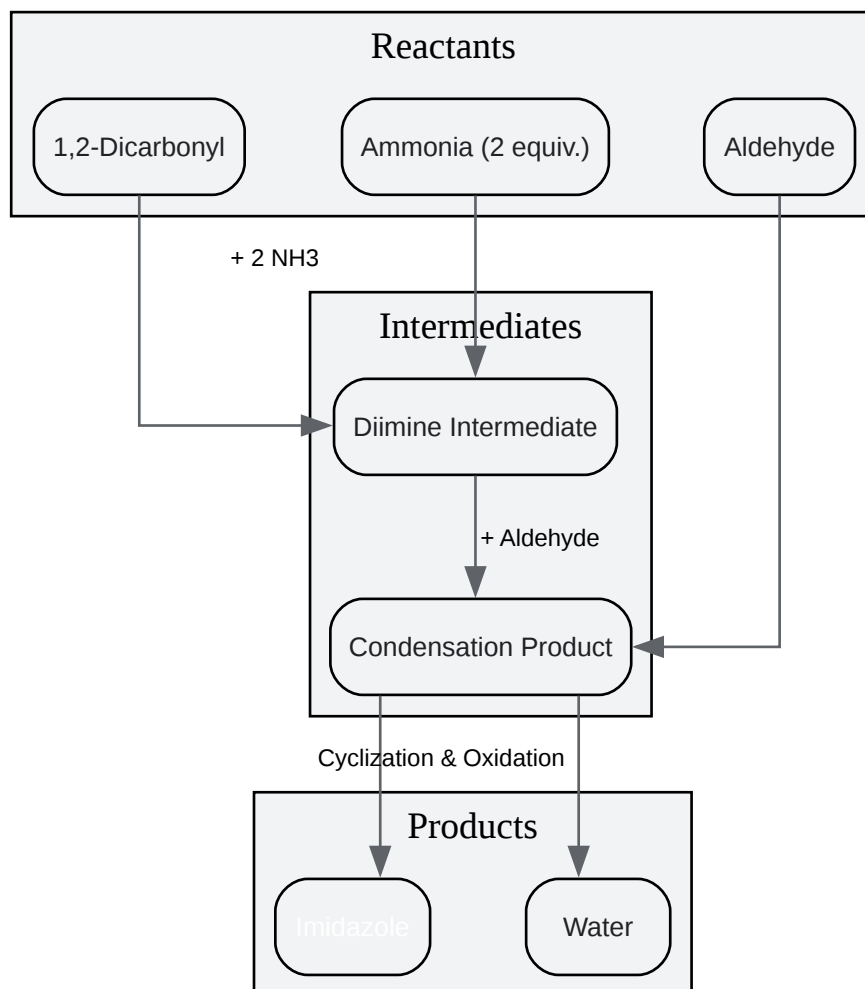 Reactants
1,2-Dicarbonyl
Ammonia (2 equiv.)
Aldehyde
+ 2 NH3
Intermediates
Diimine Intermediate
+ Aldehyde
Condensation Product
Cyclization & Oxidation
Products
Imidazole
Water